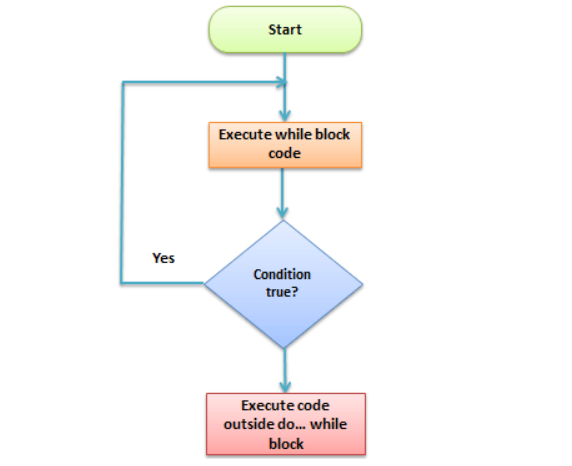 Start
Execute while block
code
Yes
Condition
true?
Execute code
outside do... while
block